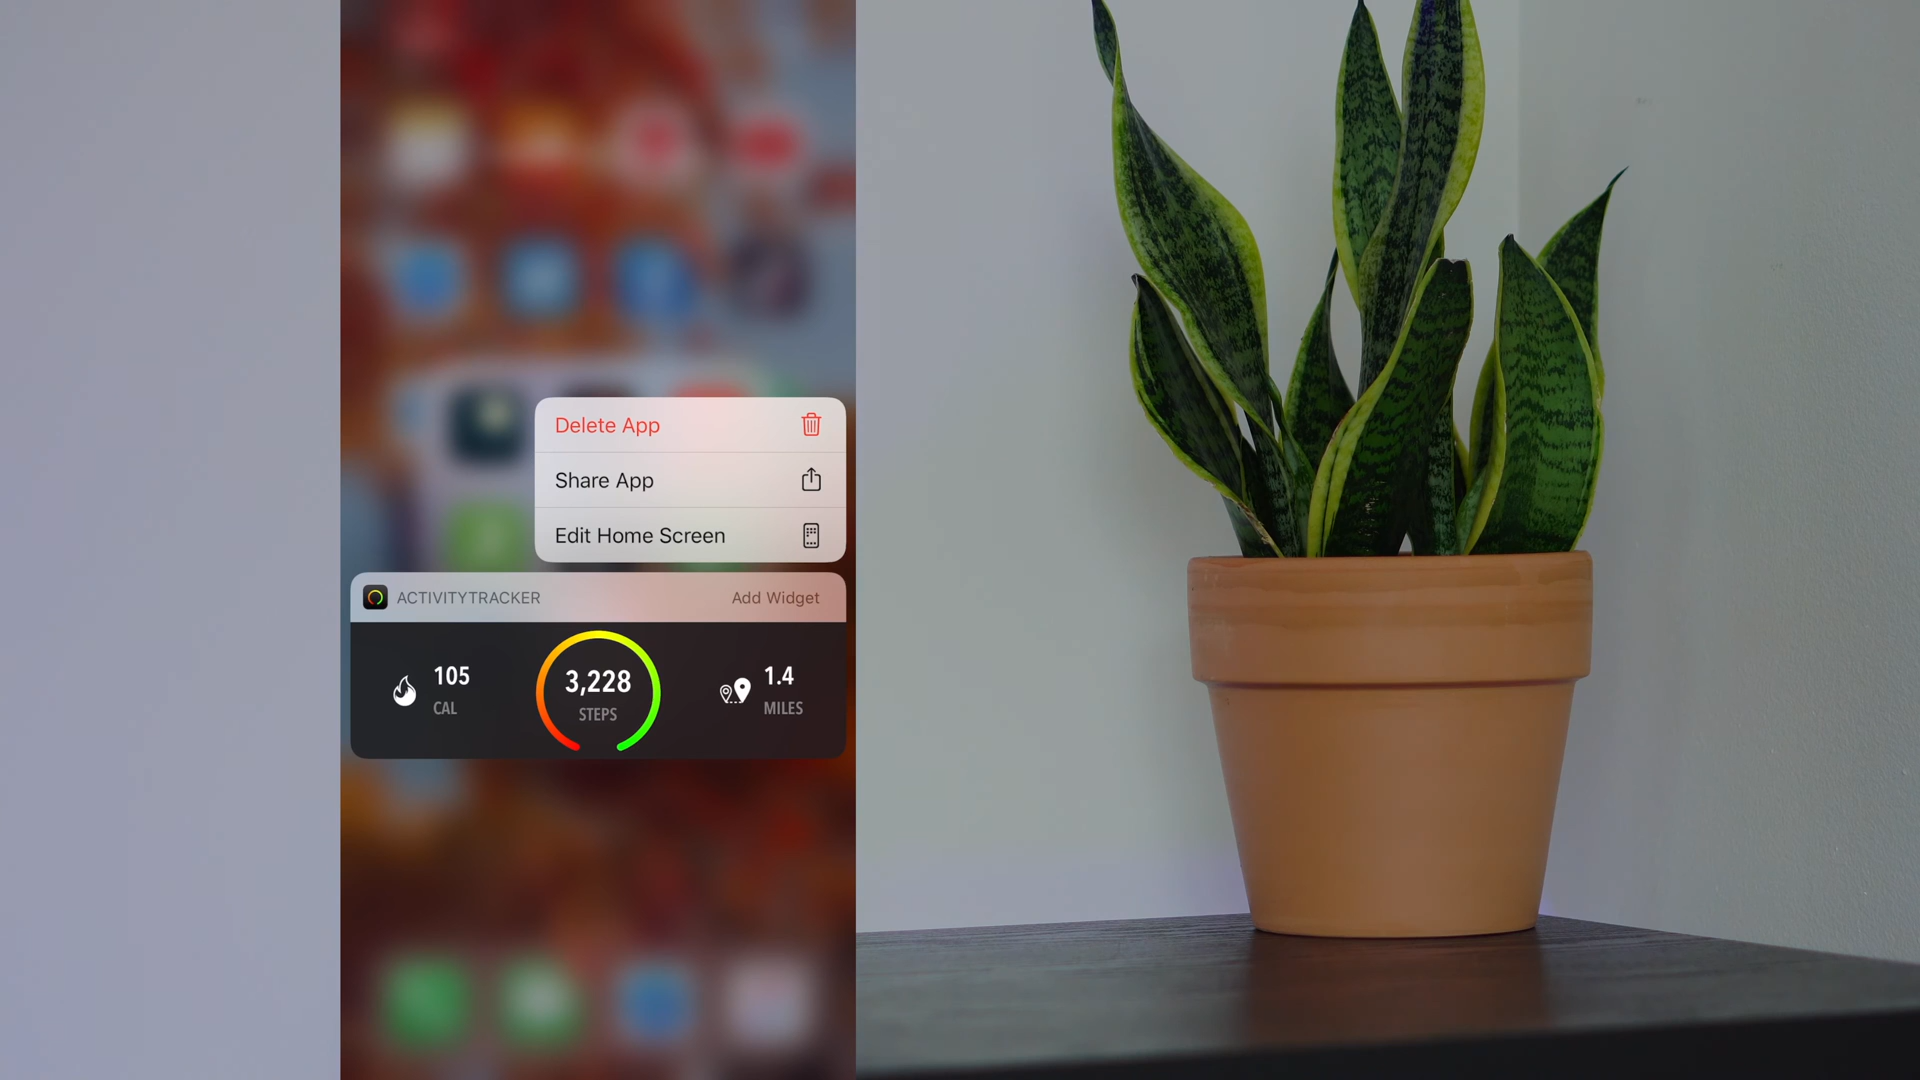 Delete App
Share App
Edit Home Screen
ACTIVITYTRACKER
Add Widget
105
CAL
3,228
STEPS
1.4
MILES